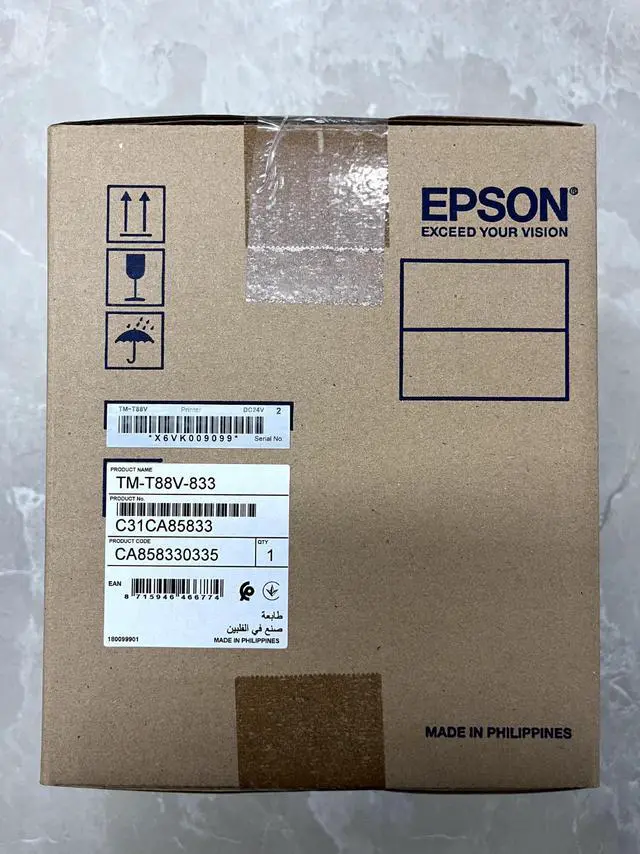 EPSON®
EXCEED YOUR VISION
TM-T88V Printer DC24V 2
*X6VK009099*
Serial No.
PRODUCT NAME
TM-T88V-833
PRODUCT No.
C31CA85833
PRODUCT CODE
CA858330335
QTY
1
EAN
8 715946 466774
طابعة
صنع في الفلبين
180099901
MADE IN PHILIPPINES
MADE IN PHILIPPINES